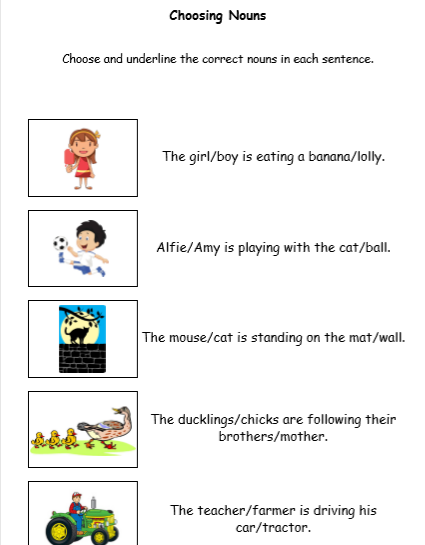 Choosing Nouns
Choose and underline the correct nouns in each sentence.
The girl/boy is eating a banana/lolly.
Alfie/Amy is playing with the cat/ball.
The mouse/cat is standing on the mat/wall.
The ducklings/chicks are following their
brothers/mother.
The teacher/farmer is driving his
car/tractor.